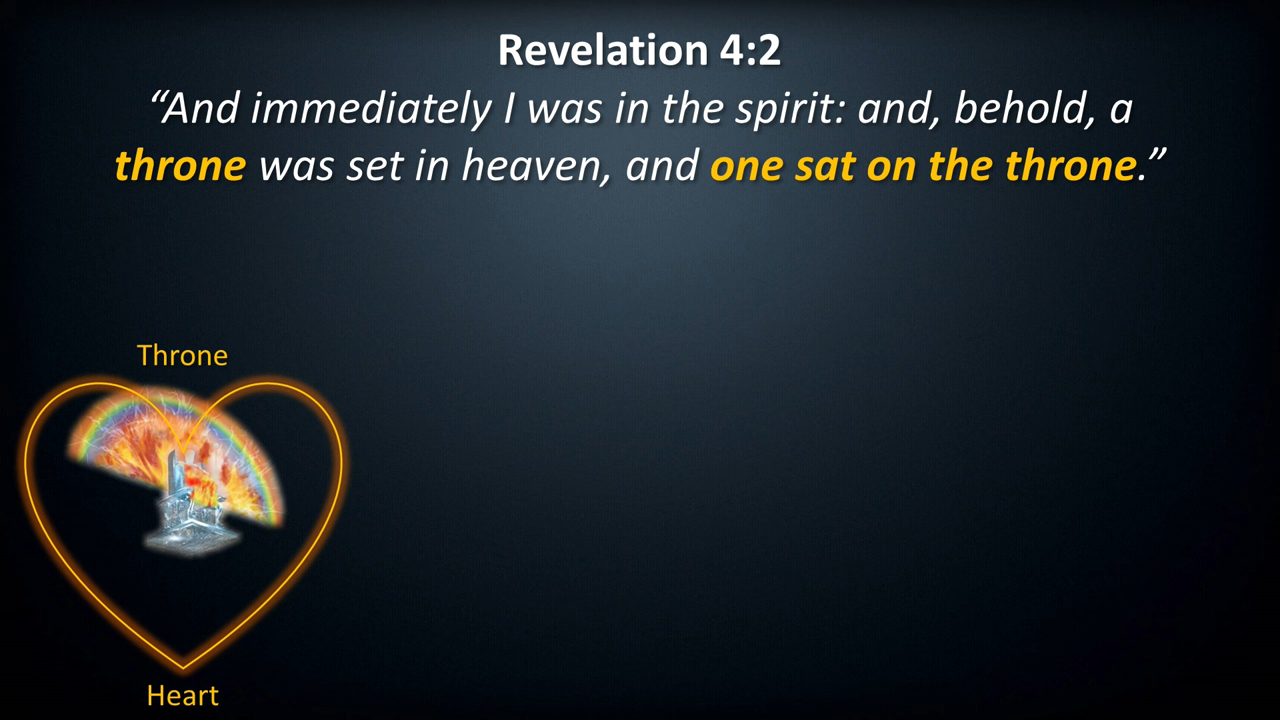 Revelation 4:2
“And immediately I was in the spirit: and, behold, a
throne was set in heaven, and one sat on the throne.”
Throne
Heart